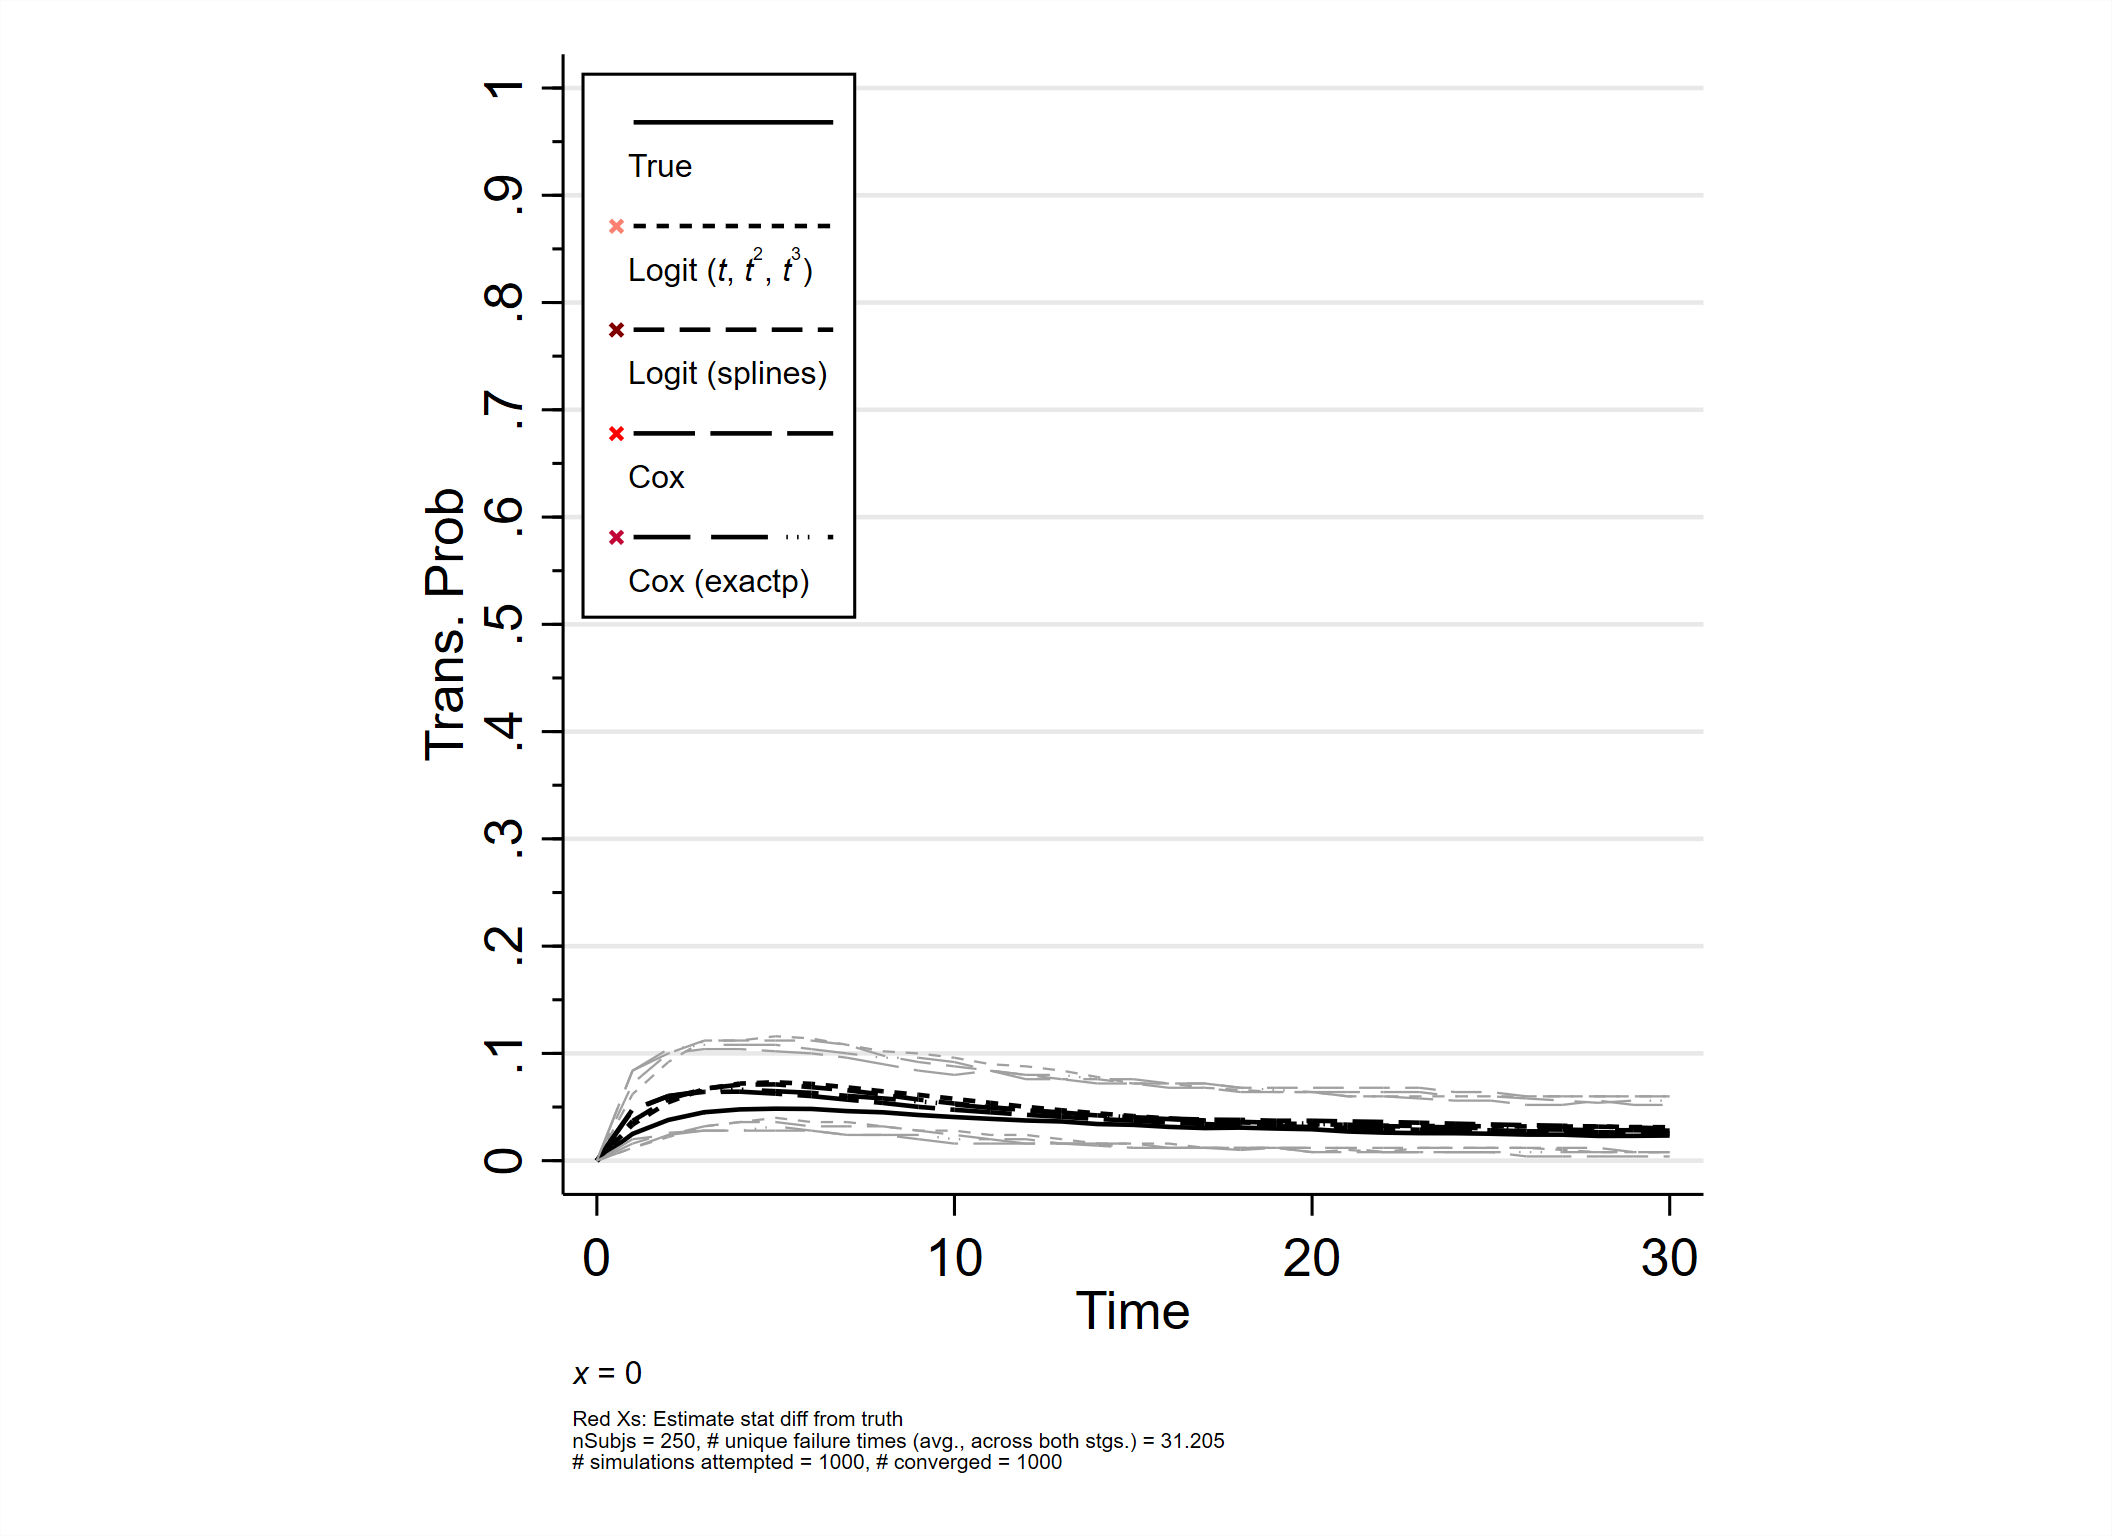 1
.9
.8
.7
.6
.5
.4
.3
.2
.1
0
Trans. Prob
True
Logit (t, t², t³)
Logit (splines)
Cox
Cox (exactp)
0 10 20 30
Time
x = 0
Red Xs: Estimate stat diff from truth
nSubjs = 250, # unique failure times (avg., across both stgs.) = 31.205
# simulations attempted = 1000, # converged = 1000